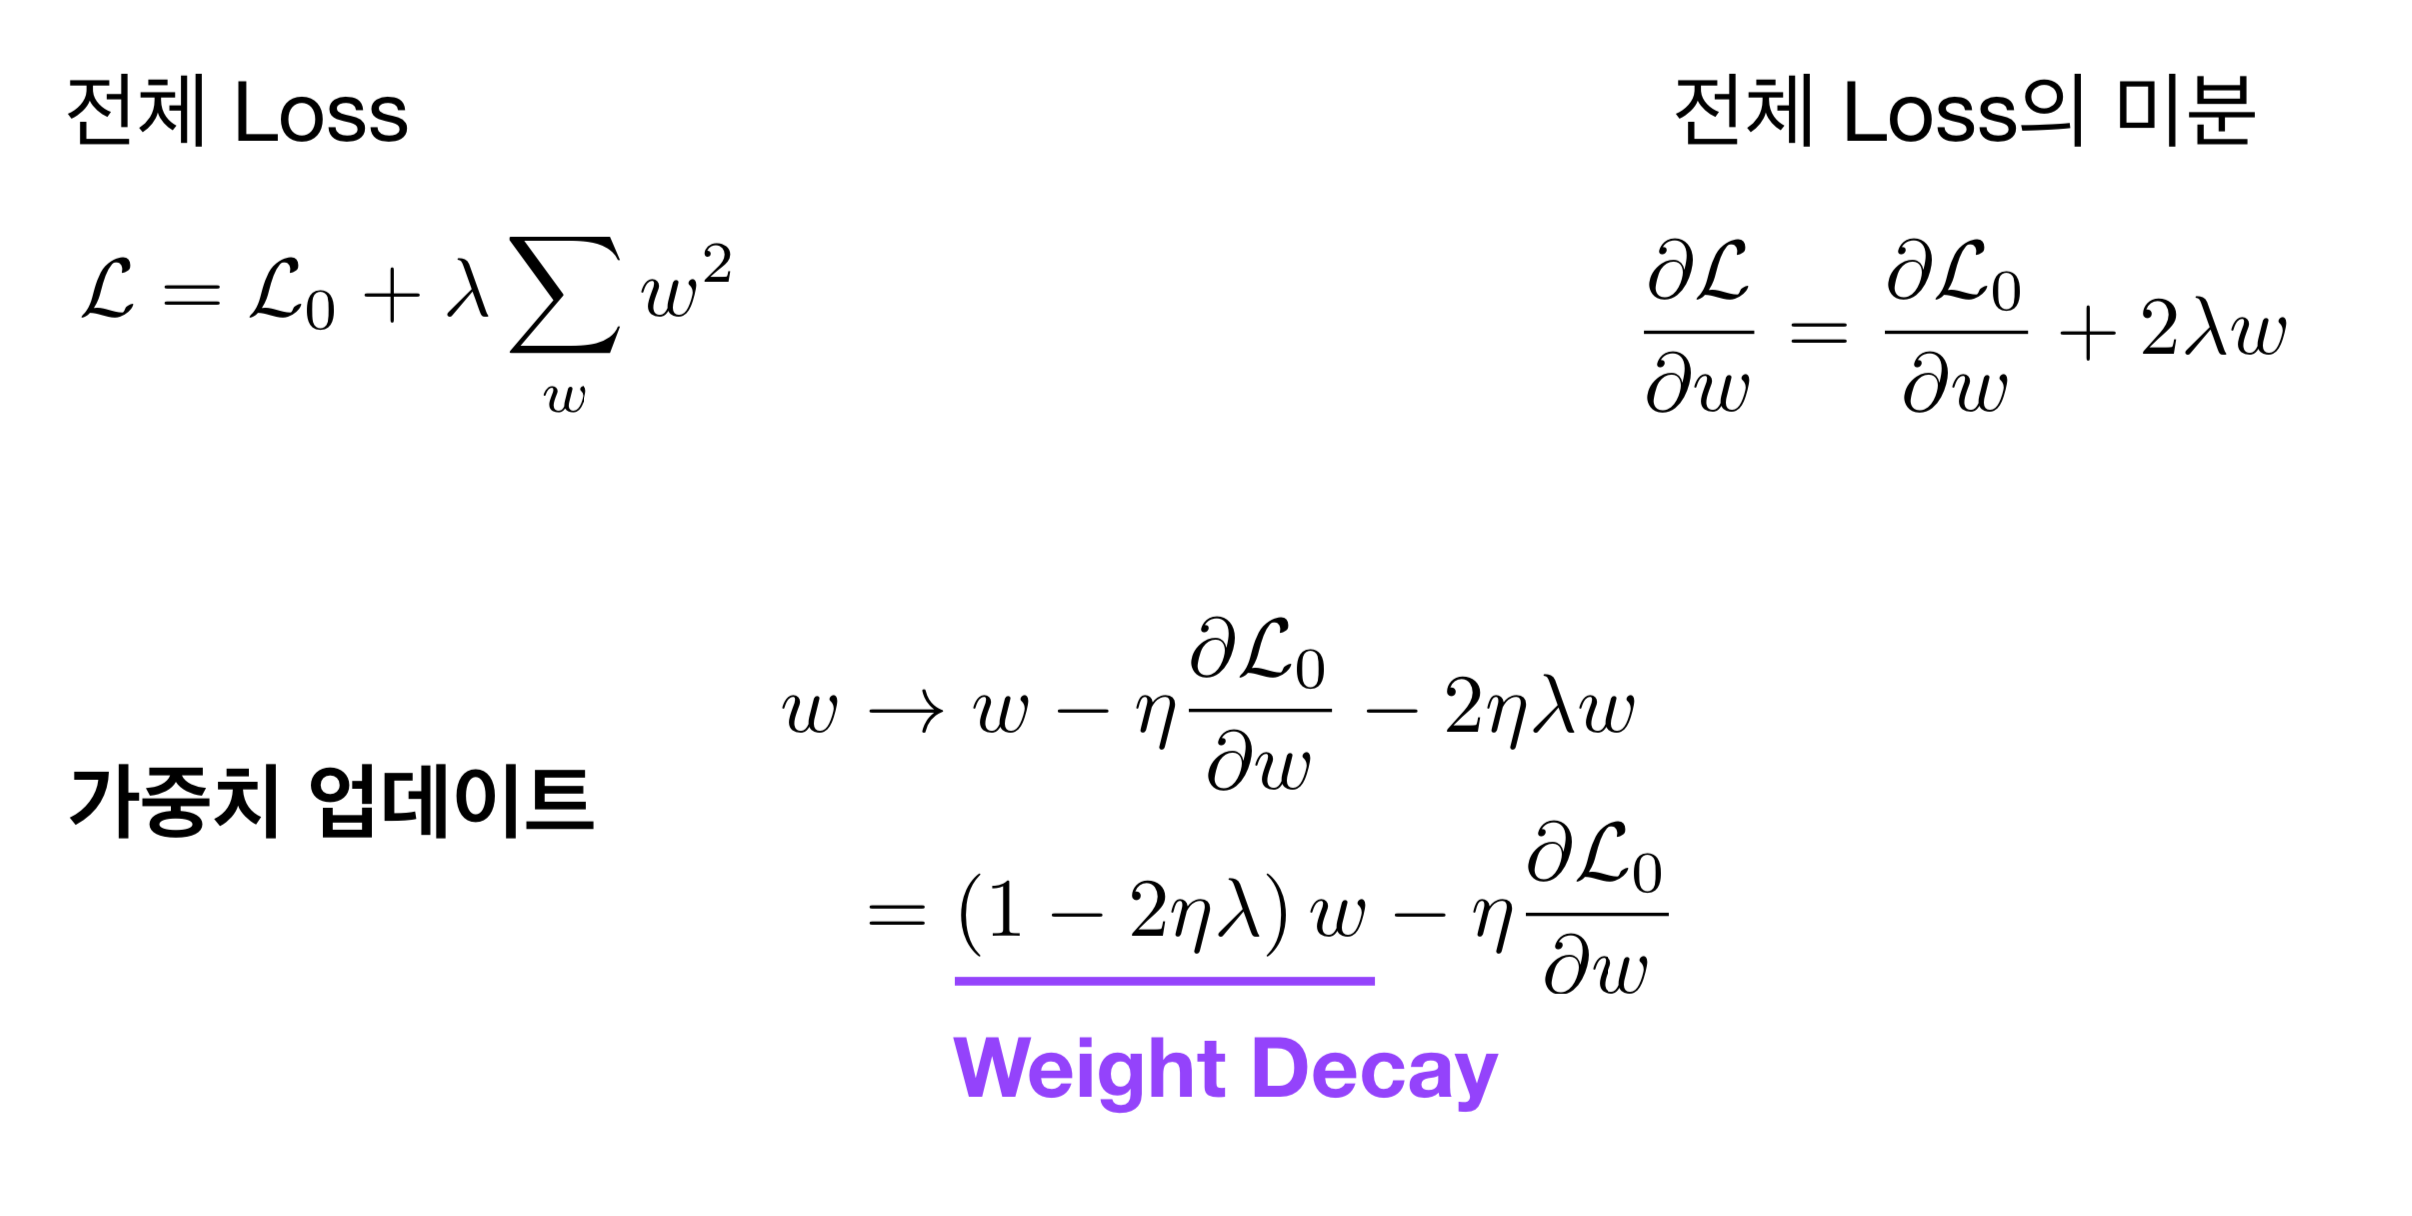 전체 Loss
전체 Loss의 미분
ℒ = ℒ₀ + λ ∑_w w²
∂ℒ/∂w = ∂ℒ₀/∂w + 2λw
가중치 업데이트
w → w − η ∂ℒ₀/∂w − 2ηλw
= (1 − 2ηλ) w − η ∂ℒ₀/∂w
Weight Decay